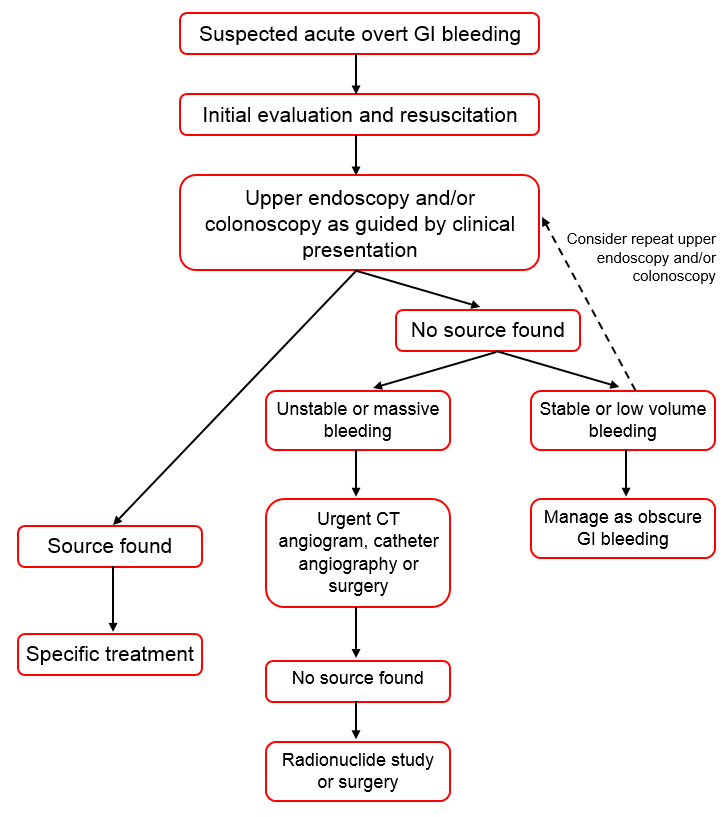 Suspected acute overt GI bleeding
Initial evaluation and resuscitation
Upper endoscopy and/or
colonoscopy as guided by clinical
presentation
Consider repeat upper
endoscopy and/or
colonoscopy
No source found
Unstable or massive
bleeding
Stable or low volume
bleeding
Urgent CT
angiogram, catheter
angiography or
surgery
Manage as obscure
GI bleeding
Source found
Specific treatment
No source found
Radionuclide study
or surgery